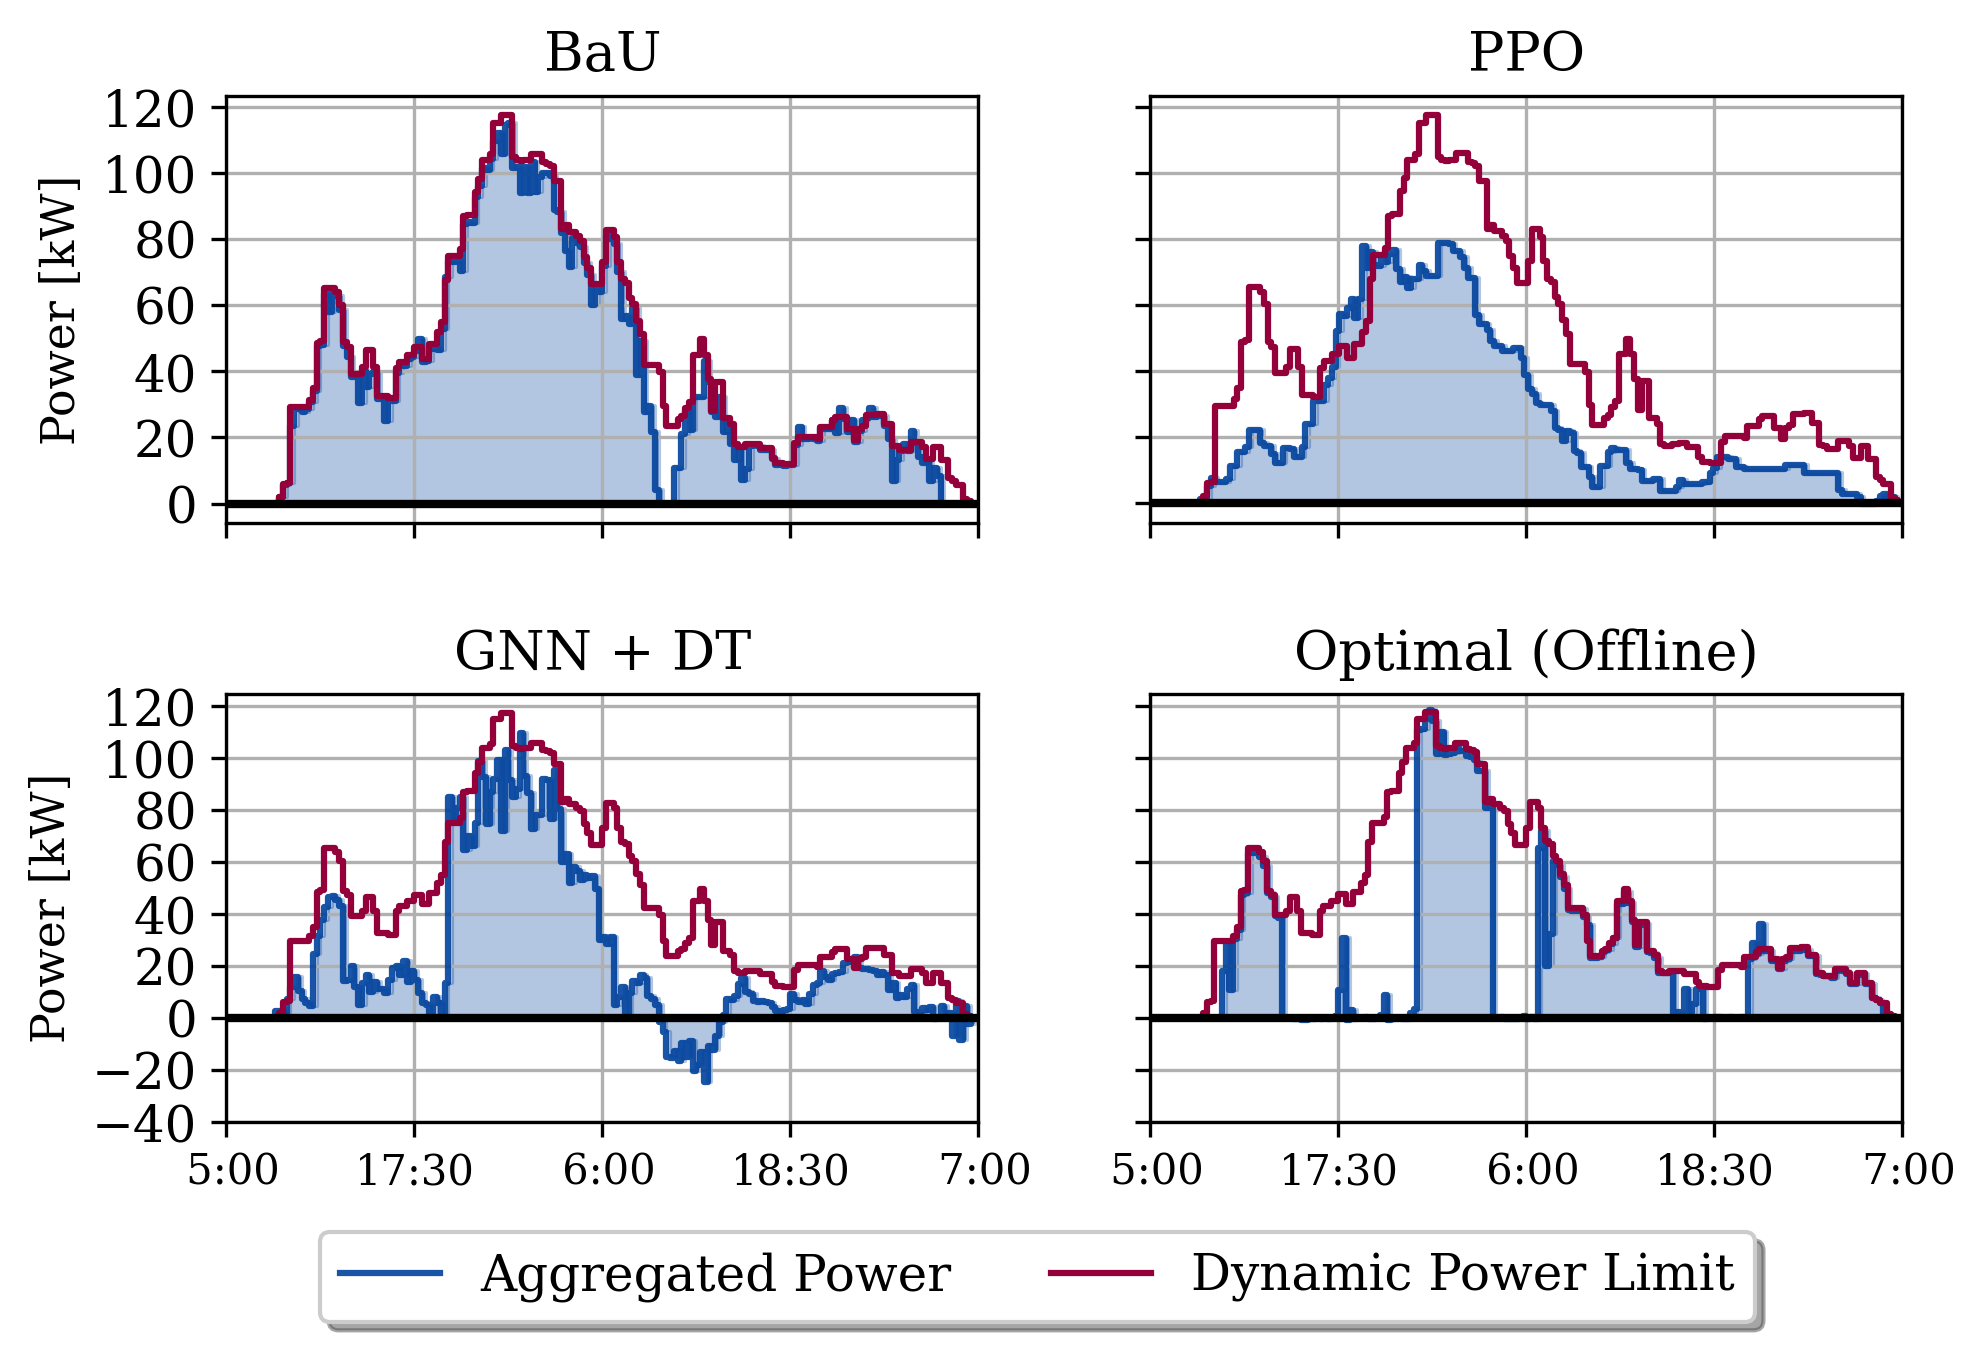 BaU
PPO
120
100
80
60
40
20
0
Power [kW]
GNN + DT
Optimal (Offline)
120
100
80
60
40
20
0
−20
−40
Power [kW]
5:00 17:30 6:00 18:30 7:00
5:00 17:30 6:00 18:30 7:00
Aggregated Power
Dynamic Power Limit